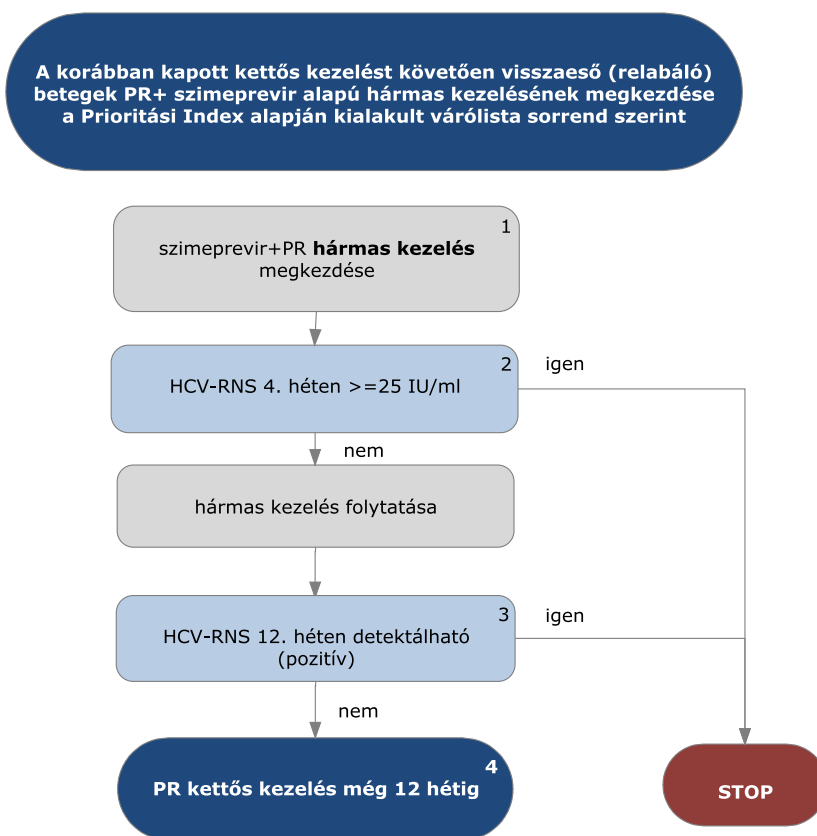 A korábban kapott kettős kezelést követően visszaeső (relabáló)
betegek PR+ szimeprevir alapú hármas kezelésének megkezdése
a Prioritási Index alapján kialakult várólista sorrend szerint
1
szimeprevir+PR hármas kezelés
megkezdése
2
HCV-RNS 4. héten >=25 IU/ml
igen
nem
hármas kezelés folytatása
3
HCV-RNS 12. héten detektálható
(pozitív)
igen
nem
4
PR kettős kezelés még 12 hétig
STOP